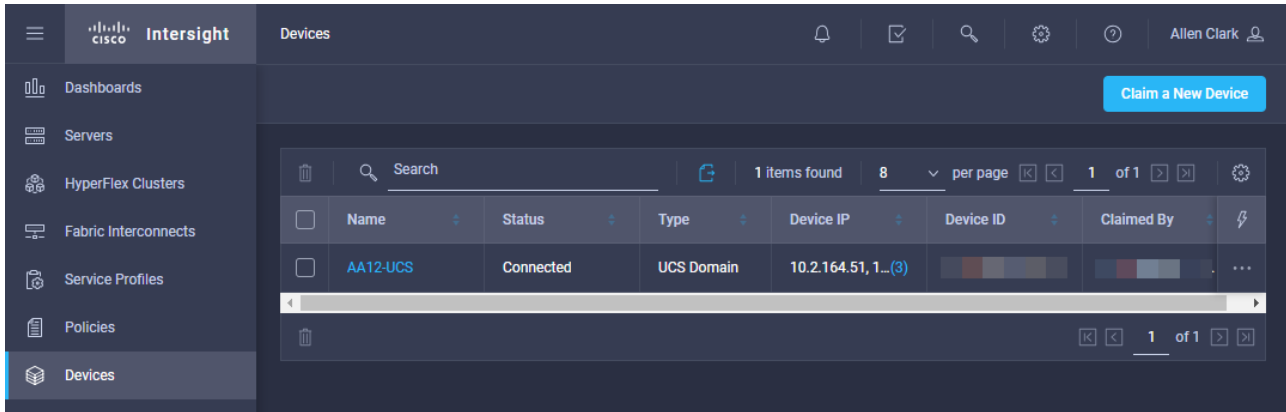 cisco Intersight
Devices
Allen Clark
Dashboards
Servers
HyperFlex Clusters
Fabric Interconnects
Service Profiles
Policies
Devices
Claim a New Device
Search
1 items found 8 per page 1 of 1
Name Status Type Device IP Device ID Claimed By
AA12-UCS Connected UCS Domain 10.2.164.51, 1...(3)
1 of 1